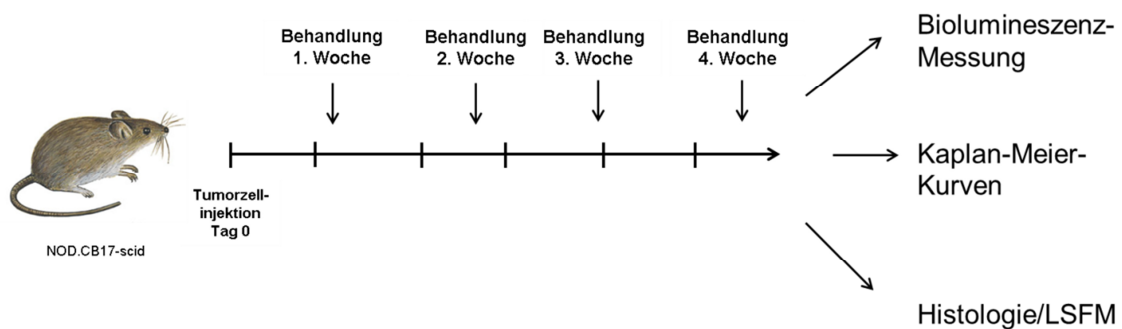 Behandlung
1. Woche
Behandlung
2. Woche
Behandlung
3. Woche
Behandlung
4. Woche
Tumorzell-
injektion
Tag 0
NOD.CB17-scid
Biolumineszenz-
Messung
Kaplan-Meier-
Kurven
Histologie/LSFM